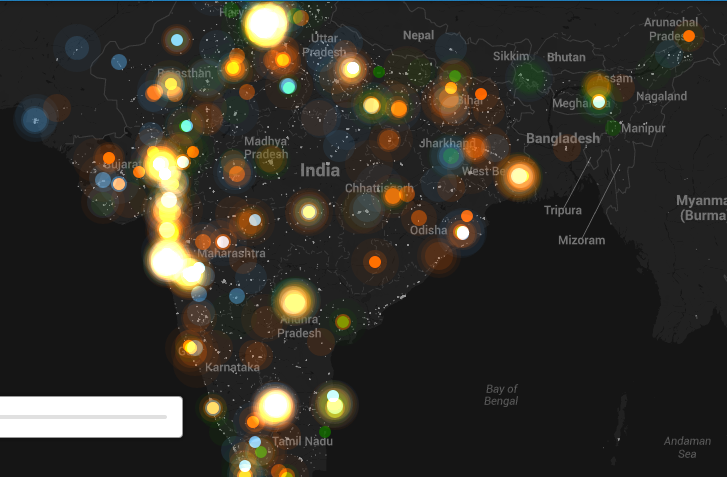 Arunachal
Prades
Nepal
Uttar
Pradesh
Sikkim
Bhutan
Rajasthan
Assam
Nagaland
Meghalaya
Manipur
Bangladesh
Madhya
Pradesh
Jharkhand
India
Gujarat
West Be
Chhattisgarh
Myanma
(Burma
Tripura
Odisha
Mizoram
Maharashtra
Andhra
Pradesh
Karnataka
Bay of
Bengal
Tamil Nadu
Andaman
Sea